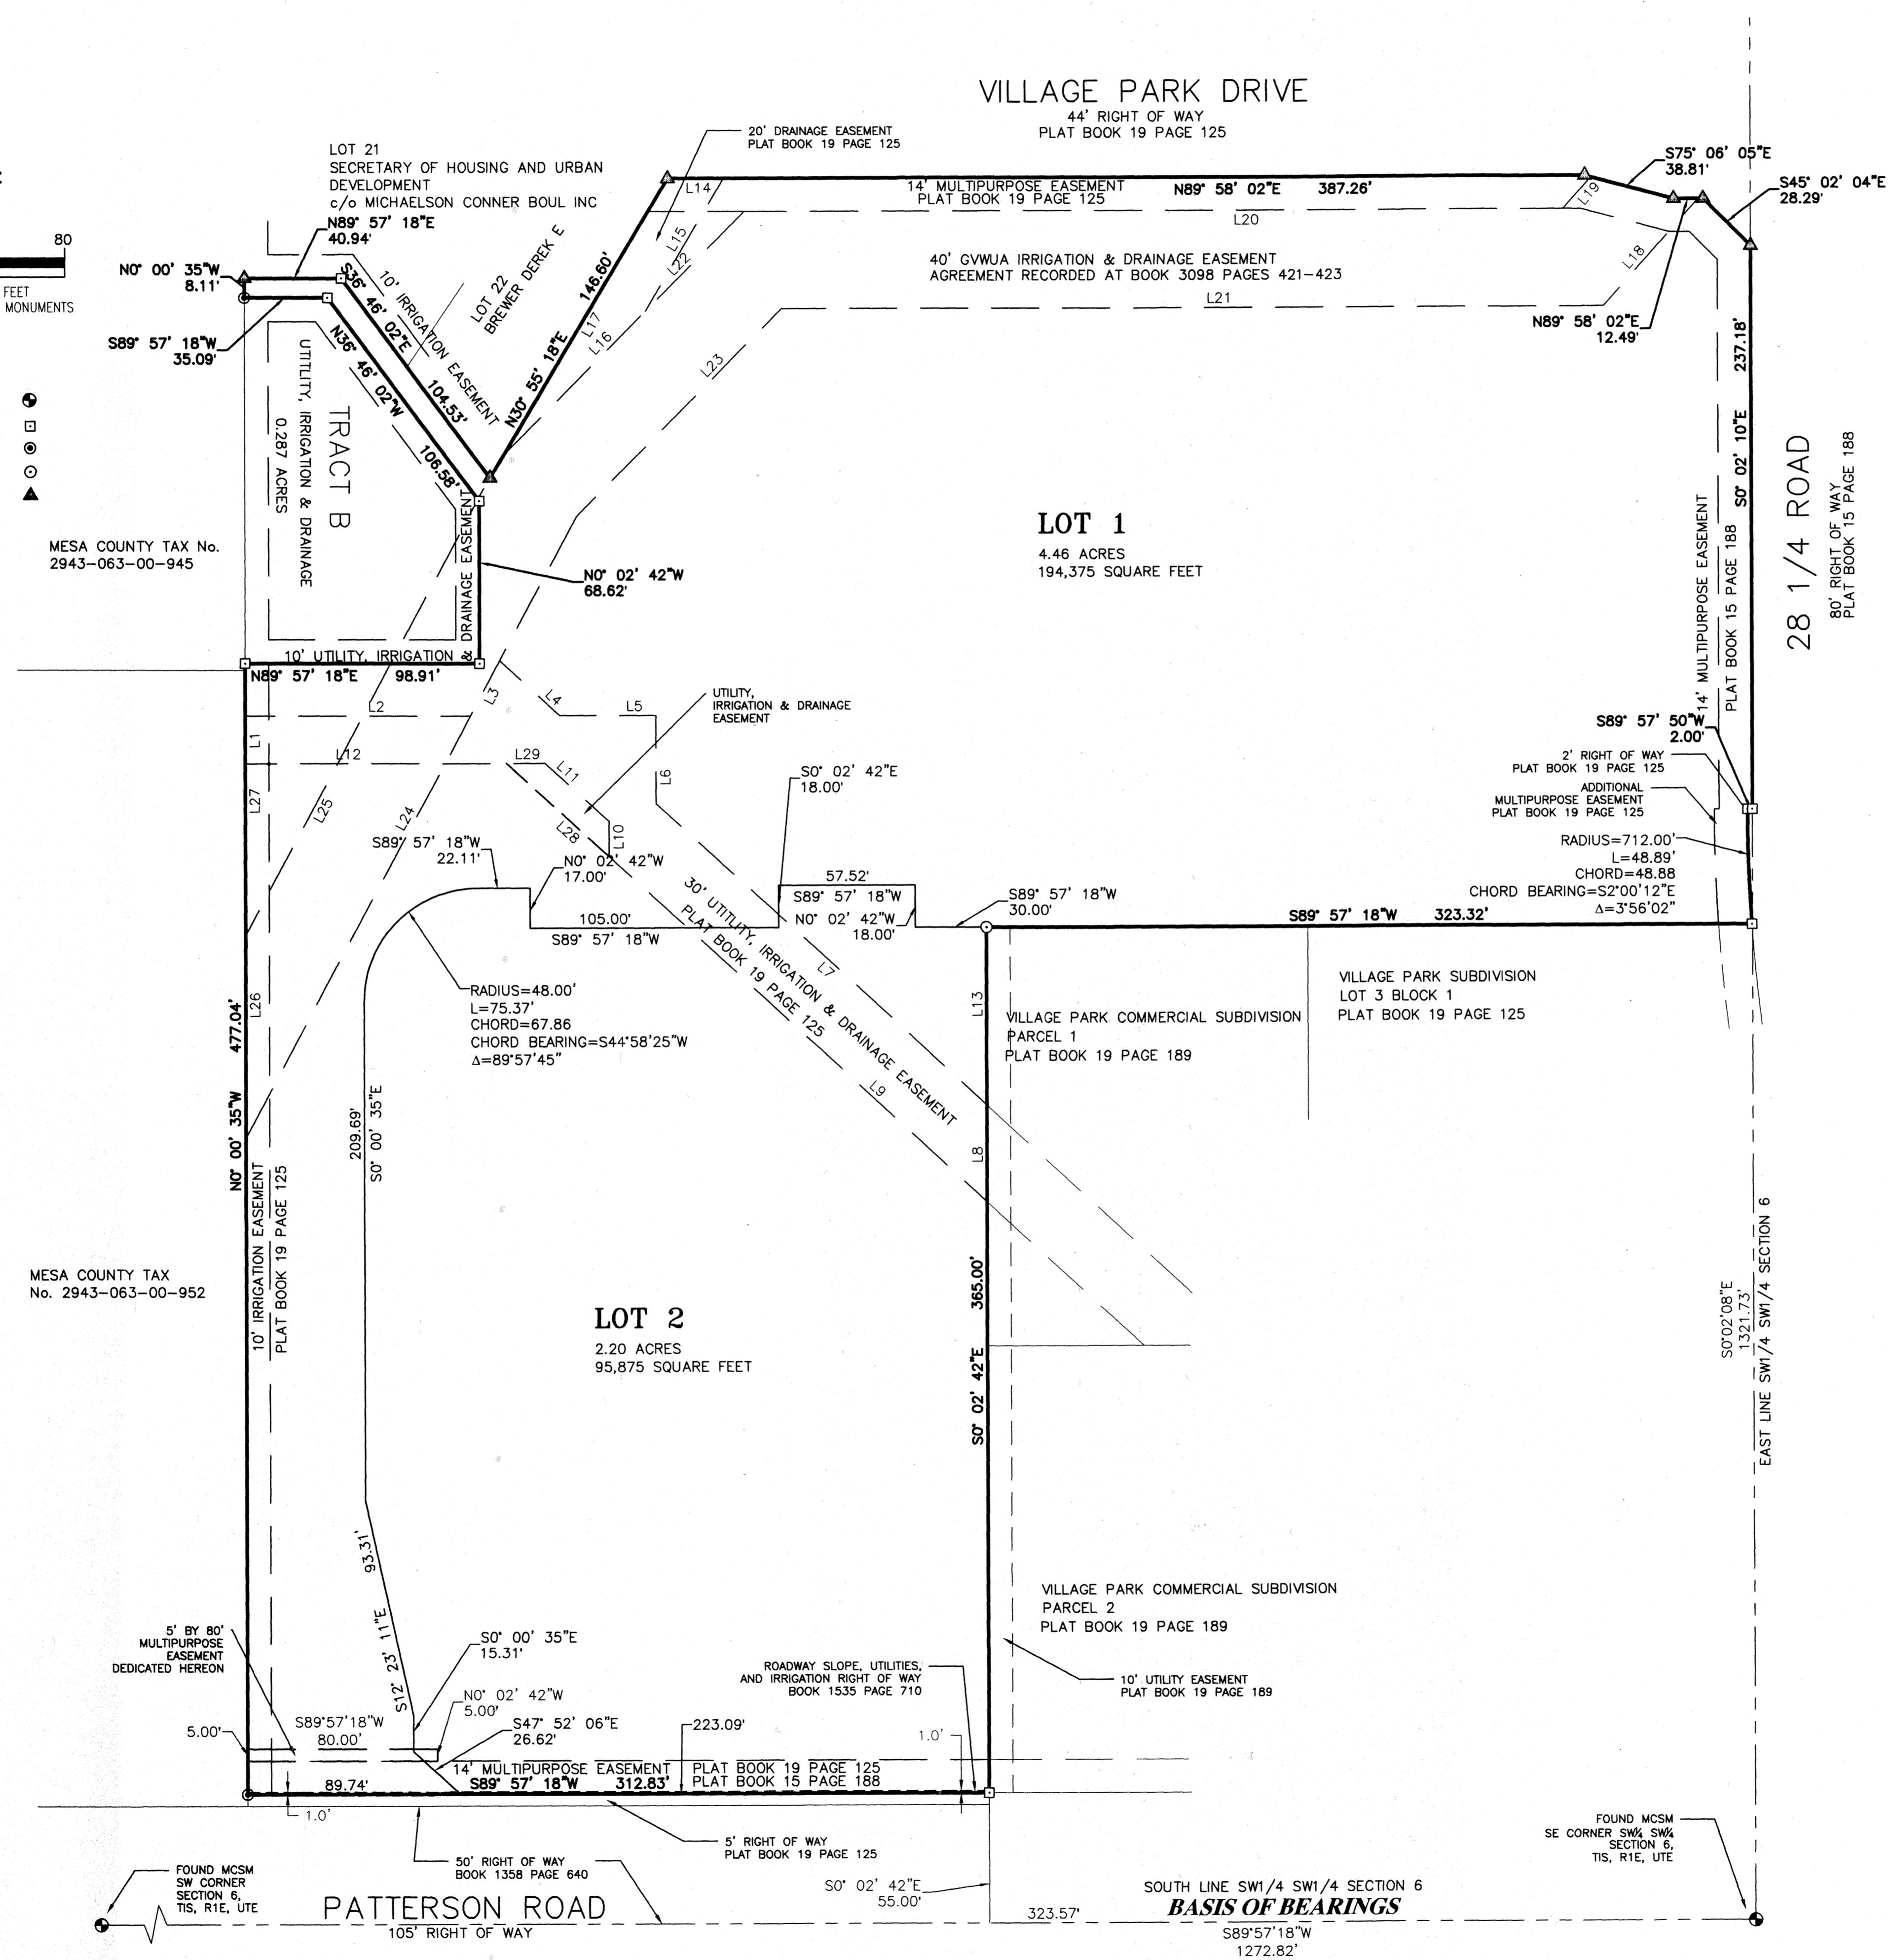 VILLAGE PARK DRIVE
44' RIGHT OF WAY
PLAT BOOK 19 PAGE 125
20' DRAINAGE EASEMENT
PLAT BOOK 19 PAGE 125
LOT 21
SECRETARY OF HOUSING AND URBAN
DEVELOPMENT
c/o MICHAELSON CONNER BOUL INC
S75° 06' 05"E
38.81'
S45° 02' 04"E
28.29'
L14
14' MULTIPURPOSE EASEMENT
PLAT BOOK 19 PAGE 125
N89° 58' 02"E 387.26'
L19
L20
N89° 57' 18"E
40.94'
80
FEET
MONUMENTS
N0° 00' 35"W
8.11'
S89° 57' 18"W
35.09'
S36° 46' 02"E
104.53'
10' IRRIGATION EASEMENT
LOT 22
BREWER DEREK E
N36° 46' 02"W
106.58'
N30° 55' 18"E
146.60'
L15
L22
L17
L16
L23
40' GVWUA IRRIGATION & DRAINAGE EASEMENT
AGREEMENT RECORDED AT BOOK 3098 PAGES 421-423
L21
L18
N89° 58' 02"E
12.49'
S0° 02' 10"E
237.18'
28 1/4 ROAD
80' RIGHT OF WAY
PLAT BOOK 15 PAGE 188
TRACT B
UTITLITY, IRRIGATION & DRAINAGE
0.287 ACRES
MESA COUNTY TAX No.
2943-063-00-945
LOT 1
4.46 ACRES
194,375 SQUARE FEET
14' MULTIPURPOSE EASEMENT
PLAT BOOK 15 PAGE 188
N0° 02' 42"W
68.62'
10' UTILITY, IRRIGATION
& DRAINAGE EASEMENT
N89° 57' 18"E 98.91'
L3
L4
L5
L2
L1
L12
L29
L11
L6
L27
L25
L24
L28
L10
UTILITY,
IRRIGATION & DRAINAGE
EASEMENT
S89° 57' 50"W
2.00'
2' RIGHT OF WAY
PLAT BOOK 19 PAGE 125
ADDITIONAL
MULTIPURPOSE EASEMENT
PLAT BOOK 19 PAGE 125
RADIUS=712.00'
L=48.89'
CHORD=48.88
CHORD BEARING=S2°00'12"E
Δ=3°56'02"
S0° 02' 42"E
18.00'
S89° 57' 18"W
22.11'
N0° 02' 42"W
17.00'
57.52'
S89° 57' 18"W
N0° 02' 42"W
18.00'
S89° 57' 18"W
30.00'
105.00'
S89° 57' 18"W
S89° 57' 18"W 323.32'
30' UTITLITY, IRRIGATION & DRAINAGE EASEMENT
PLAT BOOK 19 PAGE 125
L7
L9
L13
L8
L26
RADIUS=48.00'
L=75.37'
CHORD=67.86
CHORD BEARING=S44°58'25"W
Δ=89°57'45"
VILLAGE PARK COMMERCIAL SUBDIVISION
PARCEL 1
PLAT BOOK 19 PAGE 189
VILLAGE PARK SUBDIVISION
LOT 3 BLOCK 1
PLAT BOOK 19 PAGE 125
N0° 00' 35"W 477.04'
209.69'
S0° 00' 35"E
10' IRRIGATION EASEMENT
PLAT BOOK 19 PAGE 125
MESA COUNTY TAX
No. 2943-063-00-952
LOT 2
2.20 ACRES
95,875 SQUARE FEET
S0° 02' 42"E 365.00'
S0°02'08"E
1321.73'
EAST LINE SW1/4 SW1/4 SECTION 6
93.31'
S12° 23' 11"E
VILLAGE PARK COMMERCIAL SUBDIVISION
PARCEL 2
PLAT BOOK 19 PAGE 189
5' BY 80'
MULTIPURPOSE
EASEMENT
DEDICATED HEREON
S0° 00' 35"E
15.31'
ROADWAY SLOPE, UTILITIES,
AND IRRIGATION RIGHT OF WAY
BOOK 1535 PAGE 710
10' UTILITY EASEMENT
PLAT BOOK 19 PAGE 189
N0° 02' 42"W
5.00'
S47° 52' 06"E
26.62'
5.00'
S89°57'18"W
80.00'
223.09'
1.0'
14' MULTIPURPOSE EASEMENT
PLAT BOOK 19 PAGE 125
PLAT BOOK 15 PAGE 188
89.74'
S89° 57' 18"W 312.83'
1.0'
5' RIGHT OF WAY
PLAT BOOK 19 PAGE 125
50' RIGHT OF WAY
BOOK 1358 PAGE 640
FOUND MCSM
SW CORNER
SECTION 6,
TIS, R1E, UTE
FOUND MCSM
SE CORNER SW¼ SW¼
SECTION 6,
TIS, R1E, UTE
PATTERSON ROAD
105' RIGHT OF WAY
S0° 02' 42"E
55.00'
323.57'
SOUTH LINE SW1/4 SW1/4 SECTION 6
BASIS OF BEARINGS
S89°57'18"W
1272.82'